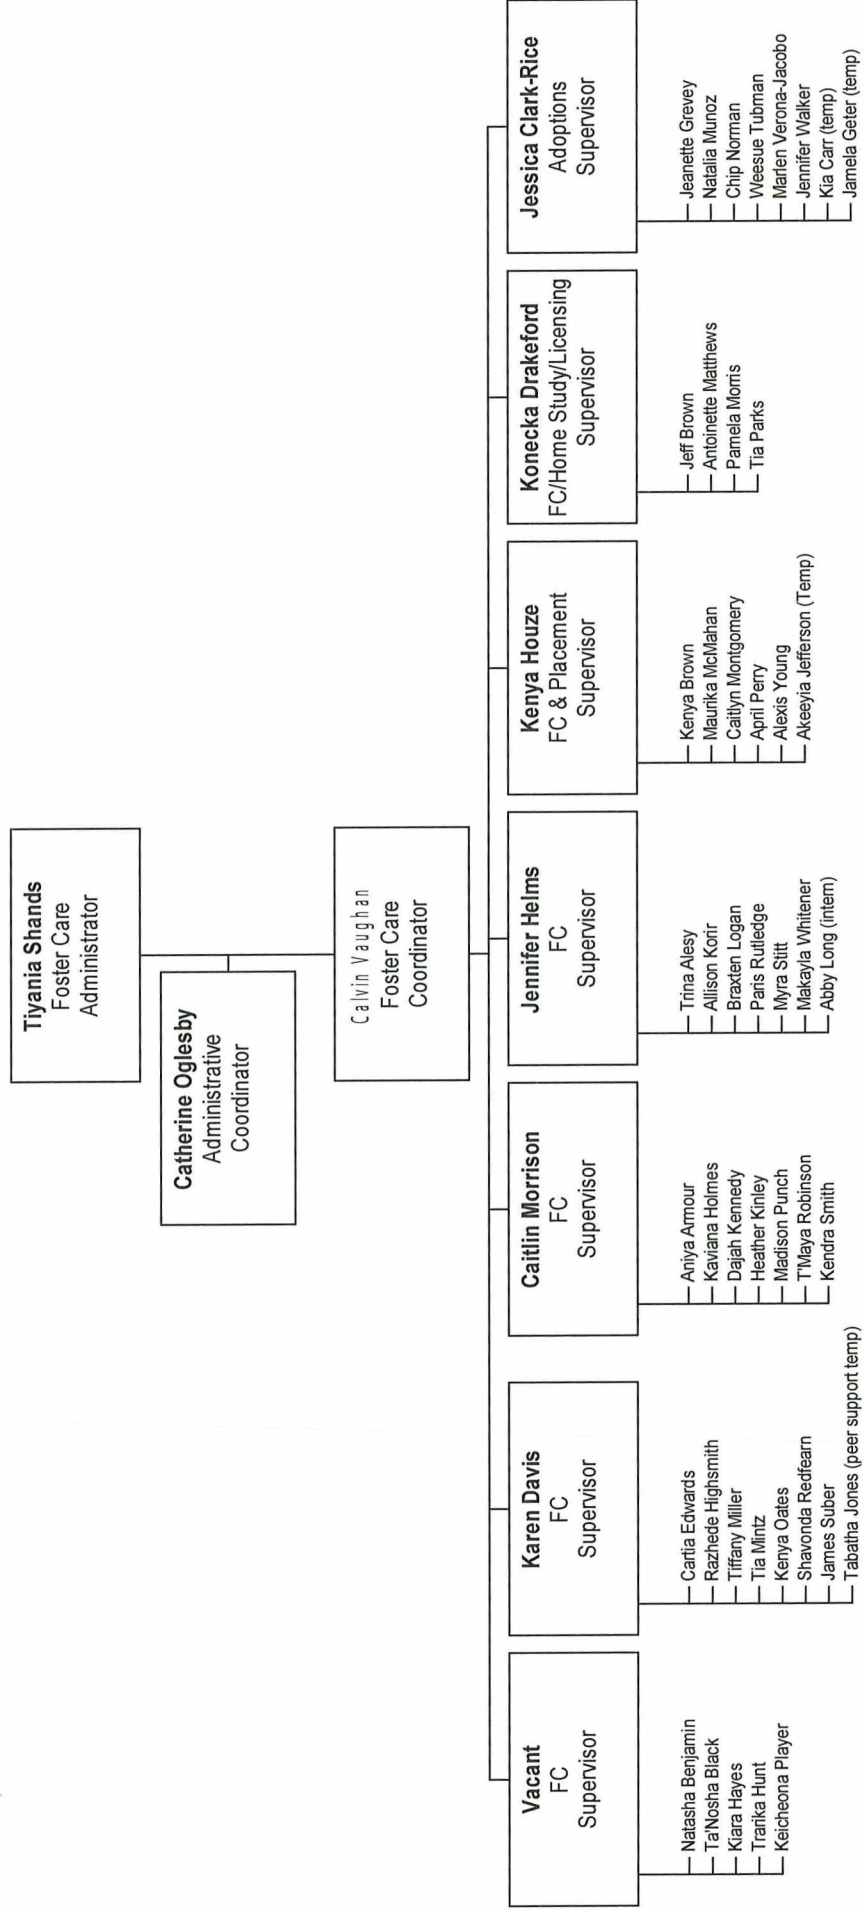 Tiyania Shands
Foster Care
Administrator
Catherine Oglesby
Administrative
Coordinator
Calvin Vaughan
Foster Care
Coordinator
Vacant
FC
Supervisor
Natasha Benjamin
Ta'Nosha Black
Kiara Hayes
Trarika Hunt
Keicheona Player
Karen Davis
FC
Supervisor
Cartia Edwards
Razhede Highsmith
Tiffany Miller
Tia Mintz
Kenya Oates
Shavonda Redfearn
James Suber
Tabatha Jones (peer support temp)
Caitlin Morrison
FC
Supervisor
Aniya Armour
Kaviana Holmes
Dajah Kennedy
Heather Kinley
Madison Punch
T'Maya Robinson
Kendra Smith
Jennifer Helms
FC
Supervisor
Trina Alesy
Allison Korir
Braxten Logan
Paris Rutledge
Myra Stitt
Makayla Whitener
Abby Long (intern)
Kenya Houze
FC & Placement
Supervisor
Kenya Brown
Maurika McMahan
Caitlyn Montgomery
April Perry
Alexis Young
Akeeyia Jefferson (Temp)
Konecka Drakeford
FC/Home Study/Licensing
Supervisor
Jeff Brown
Antoinette Matthews
Pamela Morris
Tia Parks
Jessica Clark-Rice
Adoptions
Supervisor
Jeanette Grevey
Natalia Munoz
Chip Norman
Weesue Tubman
Marlen Verona-Jacobo
Jennifer Walker
Kia Carr (temp)
Jamela Geter (temp)